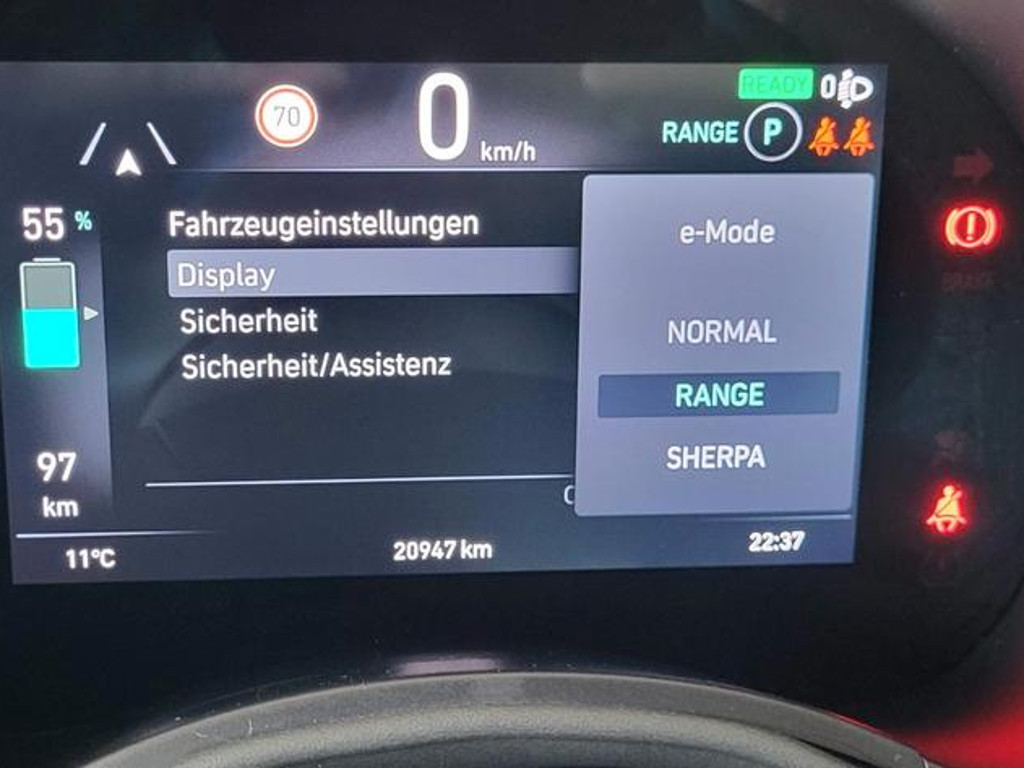 70
0 km/h
READY
RANGE P
55 %
Fahrzeugeinstellungen
Display
Sicherheit
Sicherheit/Assistenz
e-Mode
NORMAL
RANGE
SHERPA
97
km
11°C
20947 km
22:37
BRAKE